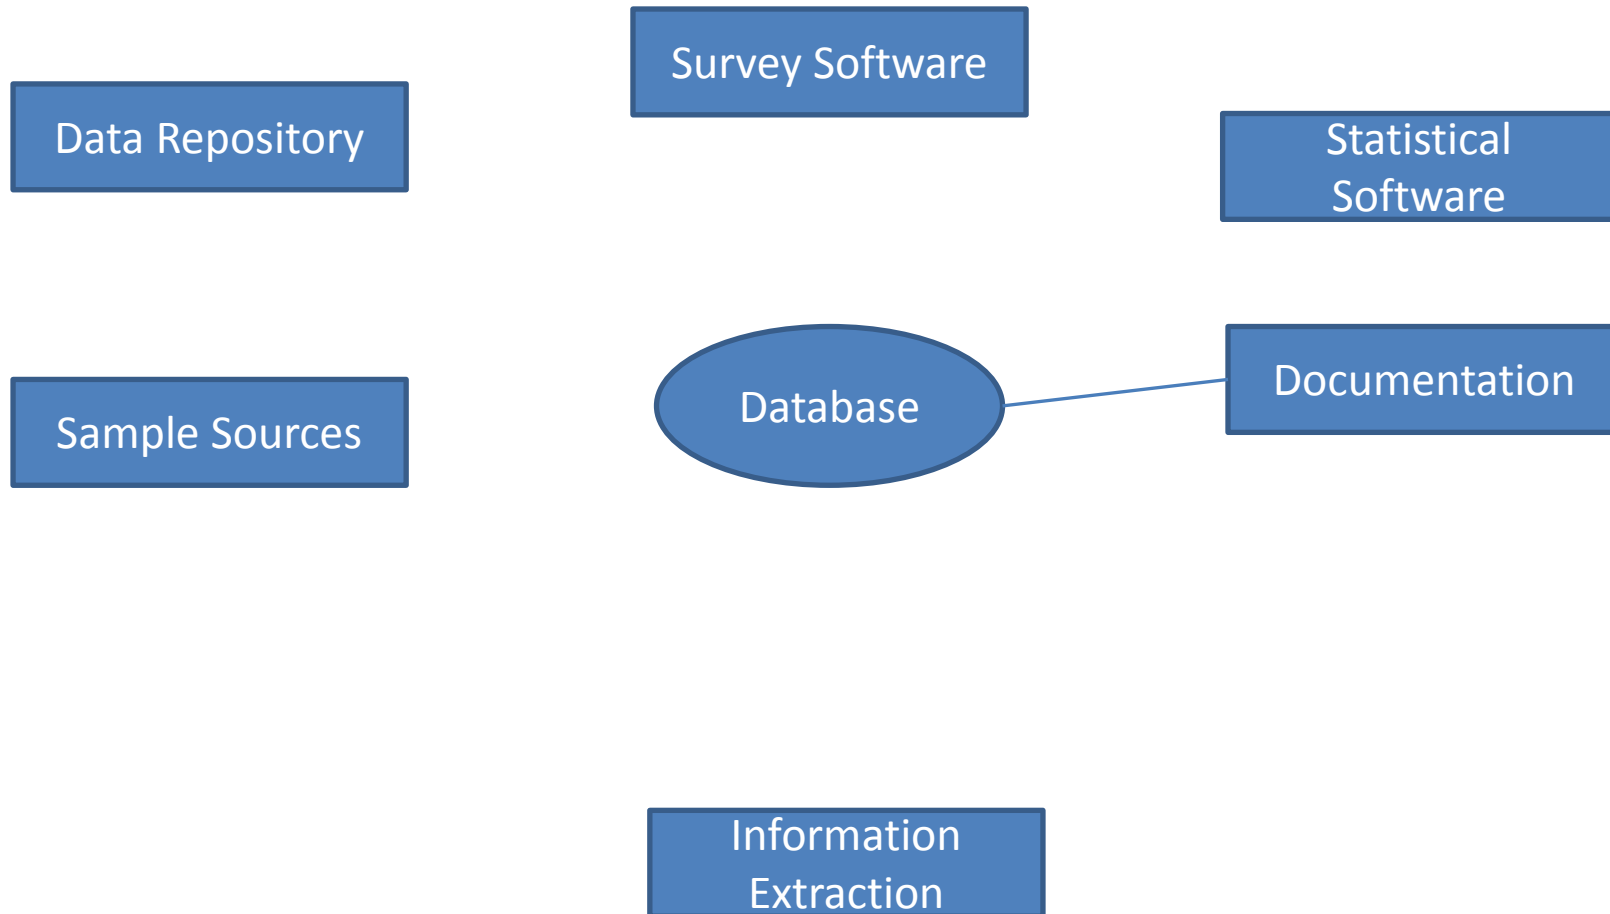 Survey Software
Data Repository
Statistical
Software
Database
Documentation
Sample Sources
Information
Extraction